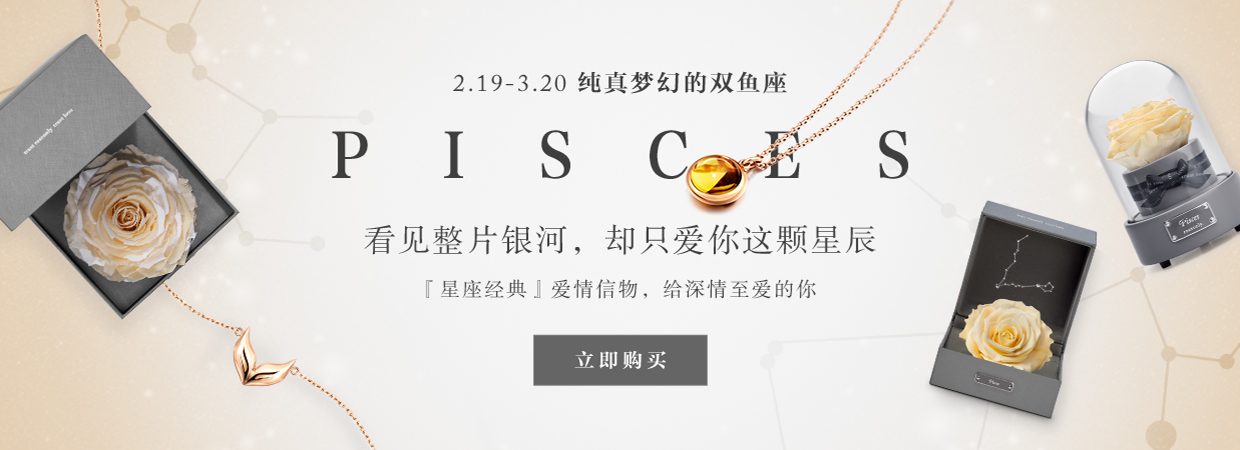 2.19-3.20 纯真梦幻的双鱼座
PISCES
看见整片银河，却只爱你这颗星辰
『星座经典』爱情信物，给深情至爱的你
立即购买
Pisces